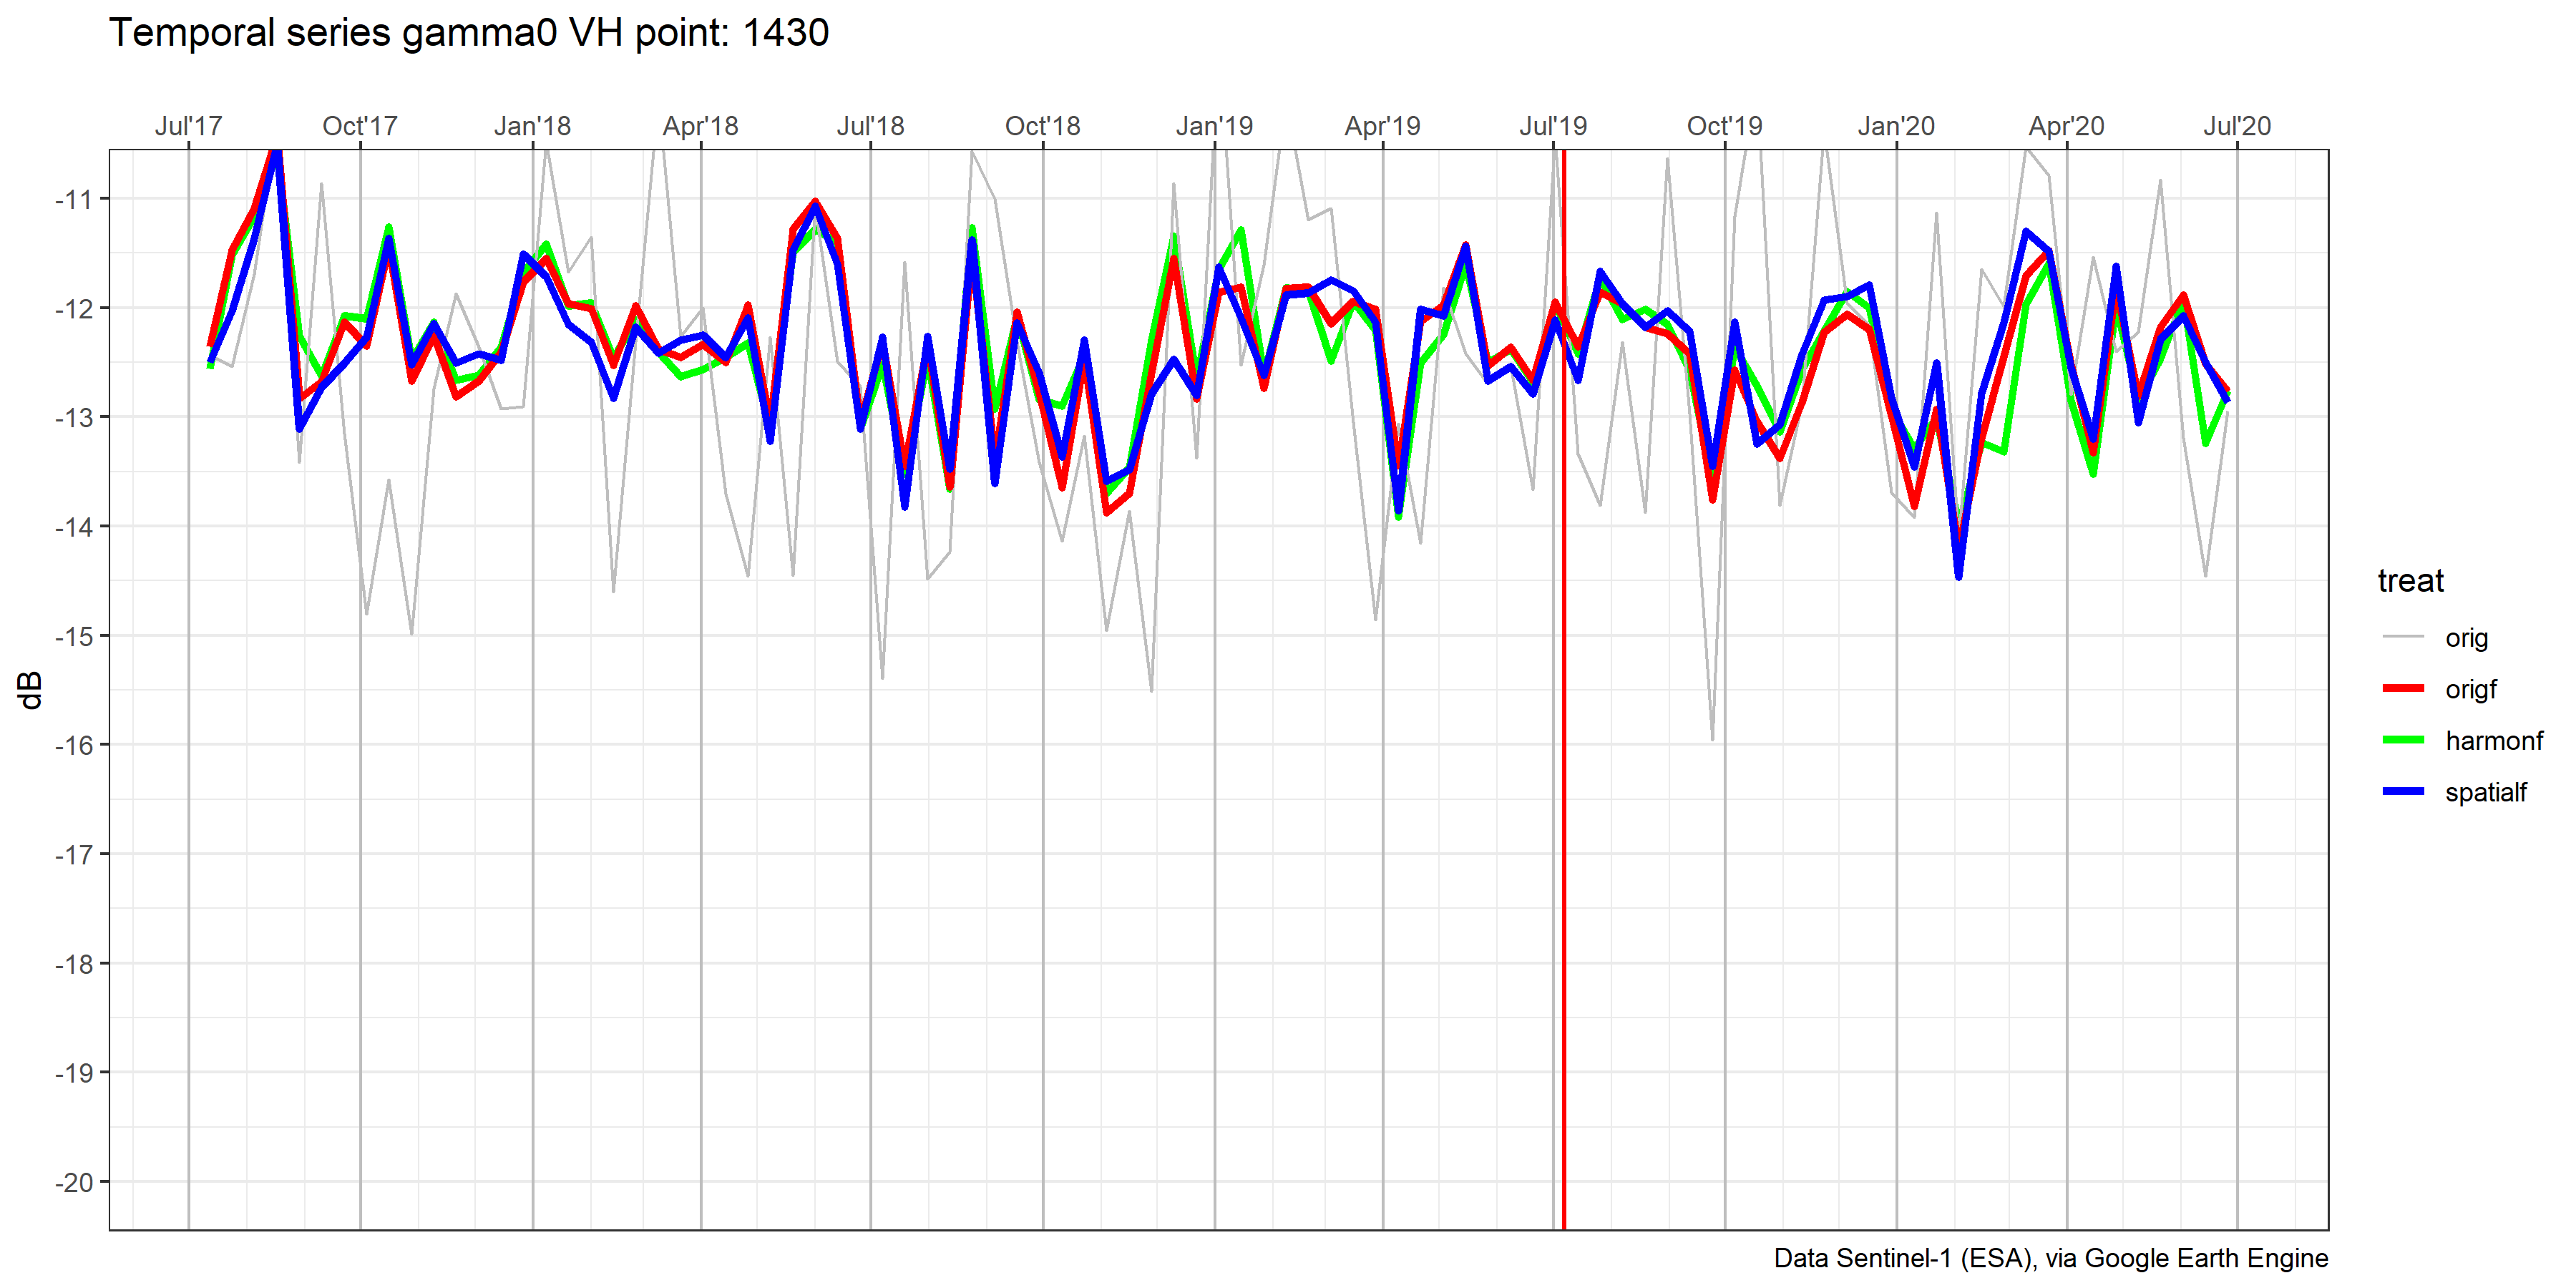 Temporal series gamma0 VH point: 1430
Jul'17 Oct'17 Jan'18 Apr'18 Jul'18 Oct'18 Jan'19 Apr'19 Jul'19 Oct'19 Jan'20 Apr'20 Jul'20
-11
-12
-13
-14
-15
-16
-17
-18
-19
-20
dB
treat
orig
origf
harmonf
spatialf
Data Sentinel-1 (ESA), via Google Earth Engine